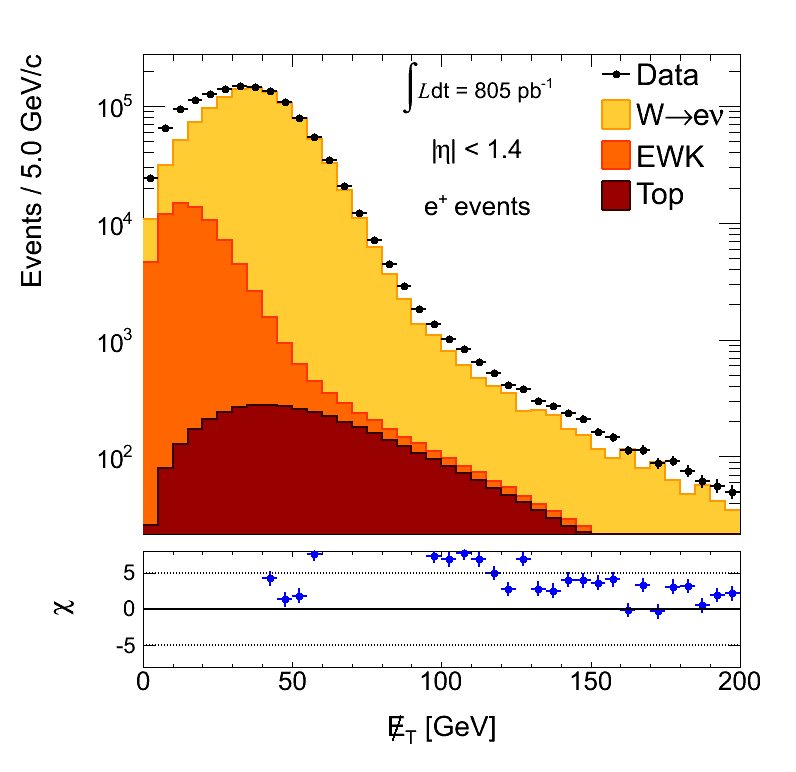 Events / 5.0 GeV/c
10⁵
10⁴
10³
10²
∫ Ldt = 805 pb⁻¹
|η| < 1.4
e⁺ events
Data
W→eν
EWK
Top
χ
5
0
-5
0 50 100 150 200
E̸_T [GeV]